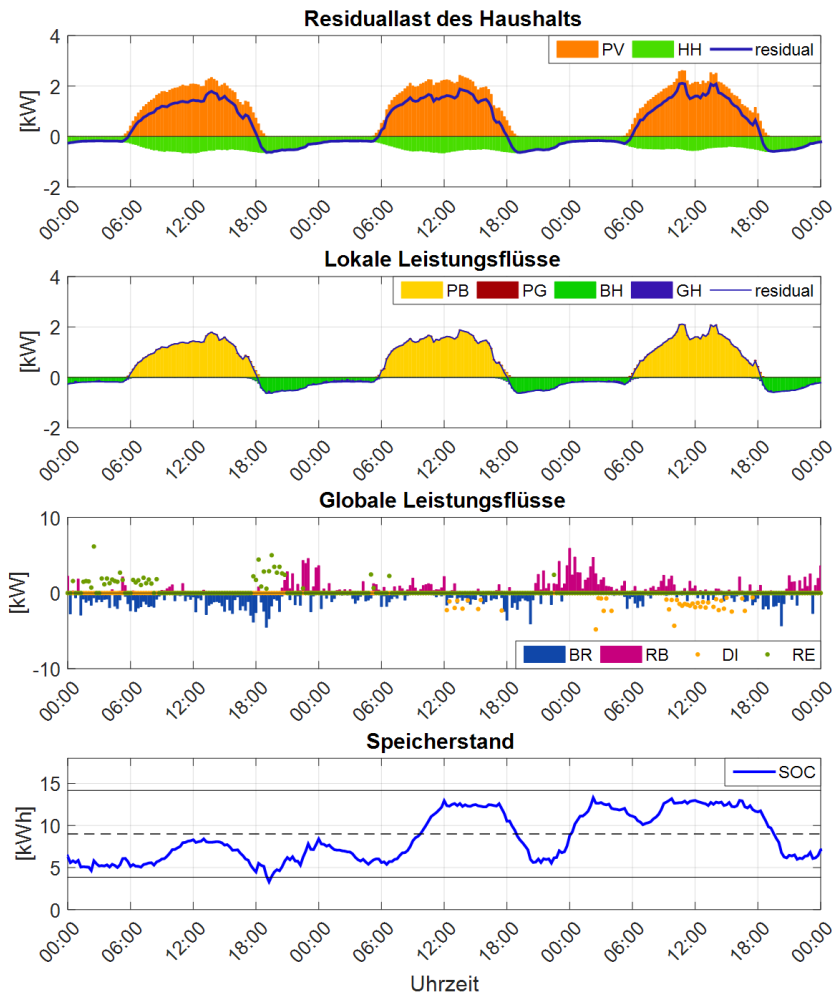 Residuallast des Haushalts
PV HH residual
4
2
0
-2
[kW]
00:00 06:00 12:00 18:00 00:00 06:00 12:00 18:00 00:00 06:00 12:00 18:00 00:00
Lokale Leistungsflüsse
PB PG BH GH residual
4
2
0
-2
[kW]
00:00 06:00 12:00 18:00 00:00 06:00 12:00 18:00 00:00 06:00 12:00 18:00 00:00
Globale Leistungsflüsse
10
0
-10
[kW]
BR RB DI RE
00:00 06:00 12:00 18:00 00:00 06:00 12:00 18:00 00:00 06:00 12:00 18:00 00:00
Speicherstand
SOC
15
10
5
0
[kWh]
00:00 06:00 12:00 18:00 00:00 06:00 12:00 18:00 00:00 06:00 12:00 18:00 00:00
Uhrzeit